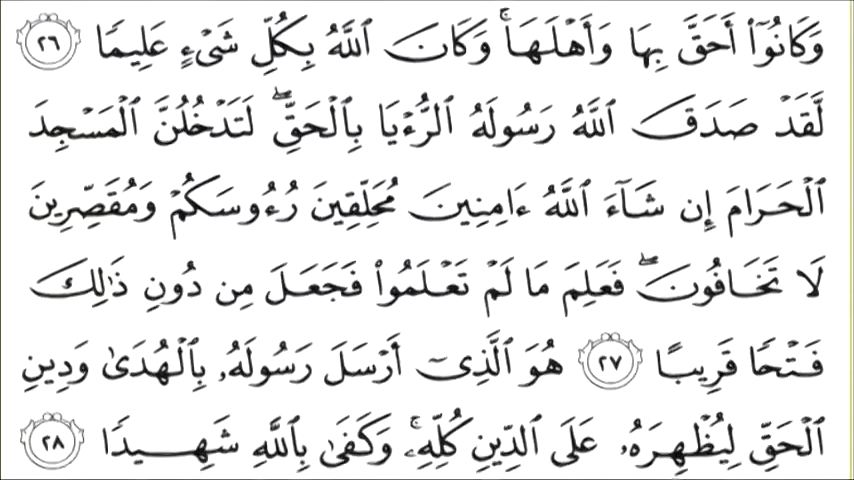 وَكَانُوٓا۟ أَحَقَّ بِهَا وَأَهْلَهَا ۚ وَكَانَ ٱللَّهُ بِكُلِّ شَىْءٍ عَلِيمًا ٢٦
لَّقَدْ صَدَقَ ٱللَّهُ رَسُولَهُ ٱلرُّءْيَا بِٱلْحَقِّ ۖ لَتَدْخُلُنَّ ٱلْمَسْجِدَ
ٱلْحَرَامَ إِن شَآءَ ٱللَّهُ ءَامِنِينَ مُحَلِّقِينَ رُءُوسَكُمْ وَمُقَصِّرِينَ
لَا تَخَافُونَ ۖ فَعَلِمَ مَا لَمْ تَعْلَمُوا۟ فَجَعَلَ مِن دُونِ ذَٰلِكَ
فَتْحًا قَرِيبًا ٢٧ هُوَ ٱلَّذِىٓ أَرْسَلَ رَسُولَهُۥ بِٱلْهُدَىٰ وَدِينِ
ٱلْحَقِّ لِيُظْهِرَهُۥ عَلَى ٱلدِّينِ كُلِّهِۦ ۚ وَكَفَىٰ بِٱللَّهِ شَهِيدًا ٢٨